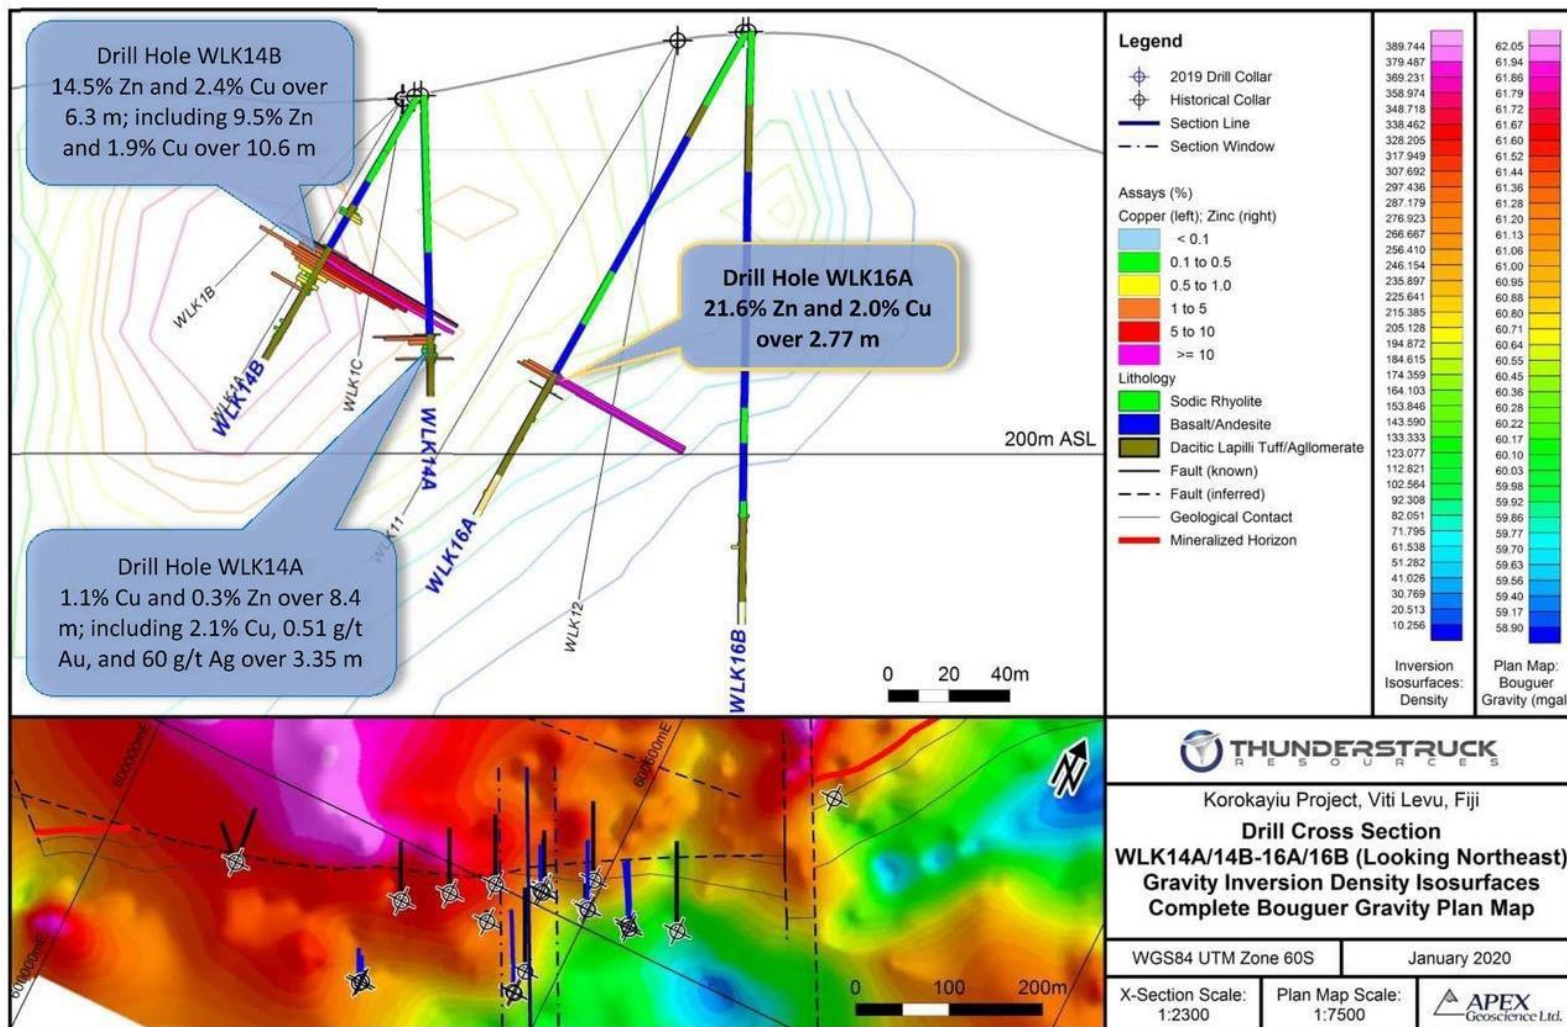 Drill Hole WLK14B
14.5% Zn and 2.4% Cu over
6.3 m; including 9.5% Zn
and 1.9% Cu over 10.6 m
Drill Hole WLK16A
21.6% Zn and 2.0% Cu
over 2.77 m
Drill Hole WLK14A
1.1% Cu and 0.3% Zn over 8.4
m; including 2.1% Cu, 0.51 g/t
Au, and 60 g/t Ag over 3.35 m
WLK1B
WLK1A
WLK14B
WLK1C
WLK14A
WLK11
WLK16A
WLK12
WLK16B
200m ASL
0 20 40m
Legend
2019 Drill Collar
Historical Collar
Section Line
Section Window
Assays (%)
Copper (left); Zinc (right)
< 0.1
0.1 to 0.5
0.5 to 1.0
1 to 5
5 to 10
>= 10
Lithology
Sodic Rhyolite
Basalt/Andesite
Dacitic Lapilli Tuff/Agllomerate
Fault (known)
Fault (inferred)
Geological Contact
Mineralized Horizon
389.744
379.487
369.231
358.974
348.718
338.462
328.205
317.949
307.692
297.436
287.179
276.923
266.667
256.410
246.154
235.897
225.641
215.385
205.128
194.872
184.615
174.359
164.103
153.846
143.590
133.333
123.077
112.821
102.564
92.308
82.051
71.795
61.538
51.282
41.026
30.769
20.513
10.256
Inversion
Isosurfaces:
Density
62.05
61.94
61.86
61.79
61.72
61.67
61.60
61.52
61.44
61.36
61.28
61.20
61.13
61.06
61.00
60.95
60.88
60.80
60.71
60.64
60.55
60.45
60.36
60.28
60.22
60.17
60.10
60.03
59.98
59.92
59.86
59.77
59.70
59.63
59.56
59.40
59.17
58.90
Plan Map:
Bouguer
Gravity (mgal
600000mE
N
0 100 200m
THUNDERSTRUCK
RESOURCES
Korokayiu Project, Viti Levu, Fiji
Drill Cross Section
WLK14A/14B-16A/16B (Looking Northeast)
Gravity Inversion Density Isosurfaces
Complete Bouguer Gravity Plan Map
WGS84 UTM Zone 60S
January 2020
X-Section Scale:
1:2300
Plan Map Scale:
1:7500
APEX
Geoscience Ltd.